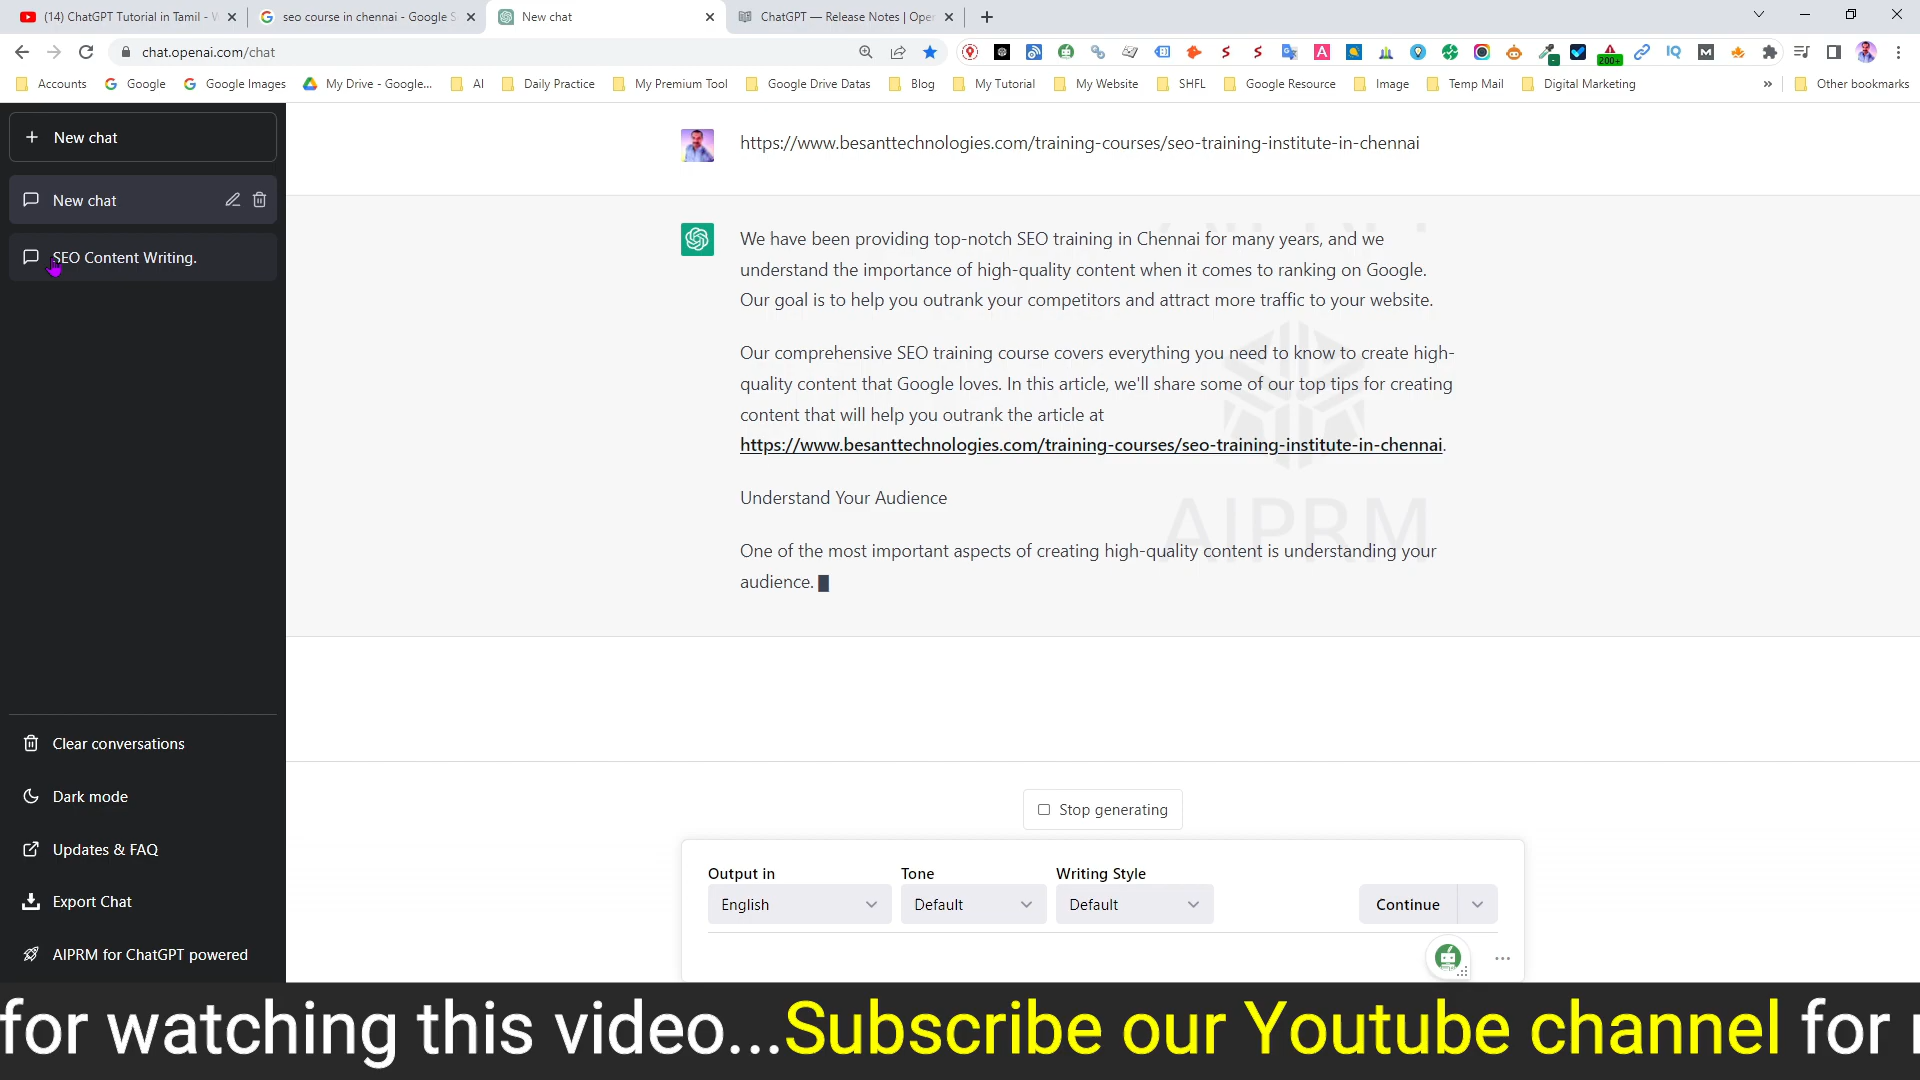 (14) ChatGPT Tutorial in Tamil -
seo course in chennai - Google S
New chat
ChatGPT — Release Notes | Ope
chat.openai.com/chat
200+
Accounts
Google
Google Images
My Drive - Google...
AI
Daily Practice
My Premium Tool
Google Drive Datas
Blog
My Tutorial
My Website
SHFL
Google Resource
Image
Temp Mail
Digital Marketing
»
Other bookmarks
New chat
New chat
SEO Content Writing.
https://www.besanttechnologies.com/training-courses/seo-training-institute-in-chennai
We have been providing top-notch SEO training in Chennai for many years, and we
understand the importance of high-quality content when it comes to ranking on Google.
Our goal is to help you outrank your competitors and attract more traffic to your website.
Our comprehensive SEO training course covers everything you need to know to create high-
quality content that Google loves. In this article, we'll share some of our top tips for creating
content that will help you outrank the article at
https://www.besanttechnologies.com/training-courses/seo-training-institute-in-chennai.
Understand Your Audience
One of the most important aspects of creating high-quality content is understanding your
audience.
AIPRM
Clear conversations
Dark mode
Updates & FAQ
Export Chat
AIPRM for ChatGPT powered
Stop generating
Output in
Tone
Writing Style
English
Default
Default
Continue
for watching this video...Subscribe our Youtube channel for